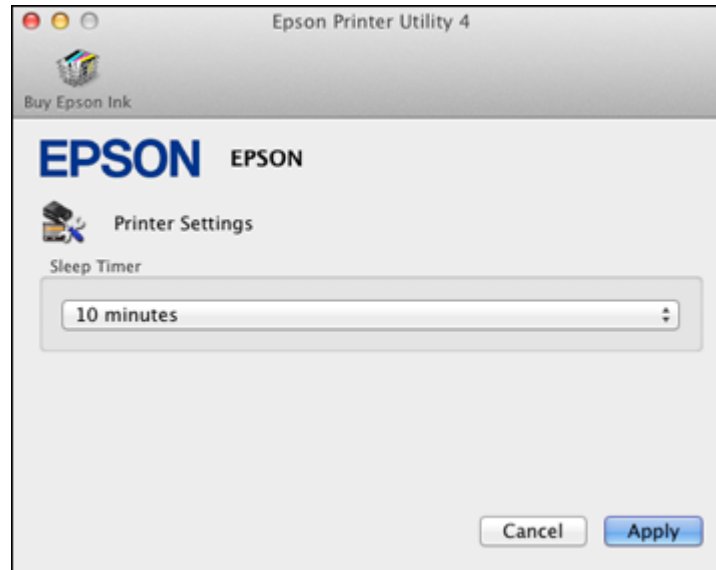 Epson Printer Utility 4
Buy Epson Ink
EPSON EPSON
Printer Settings
Sleep Timer
10 minutes
Cancel Apply